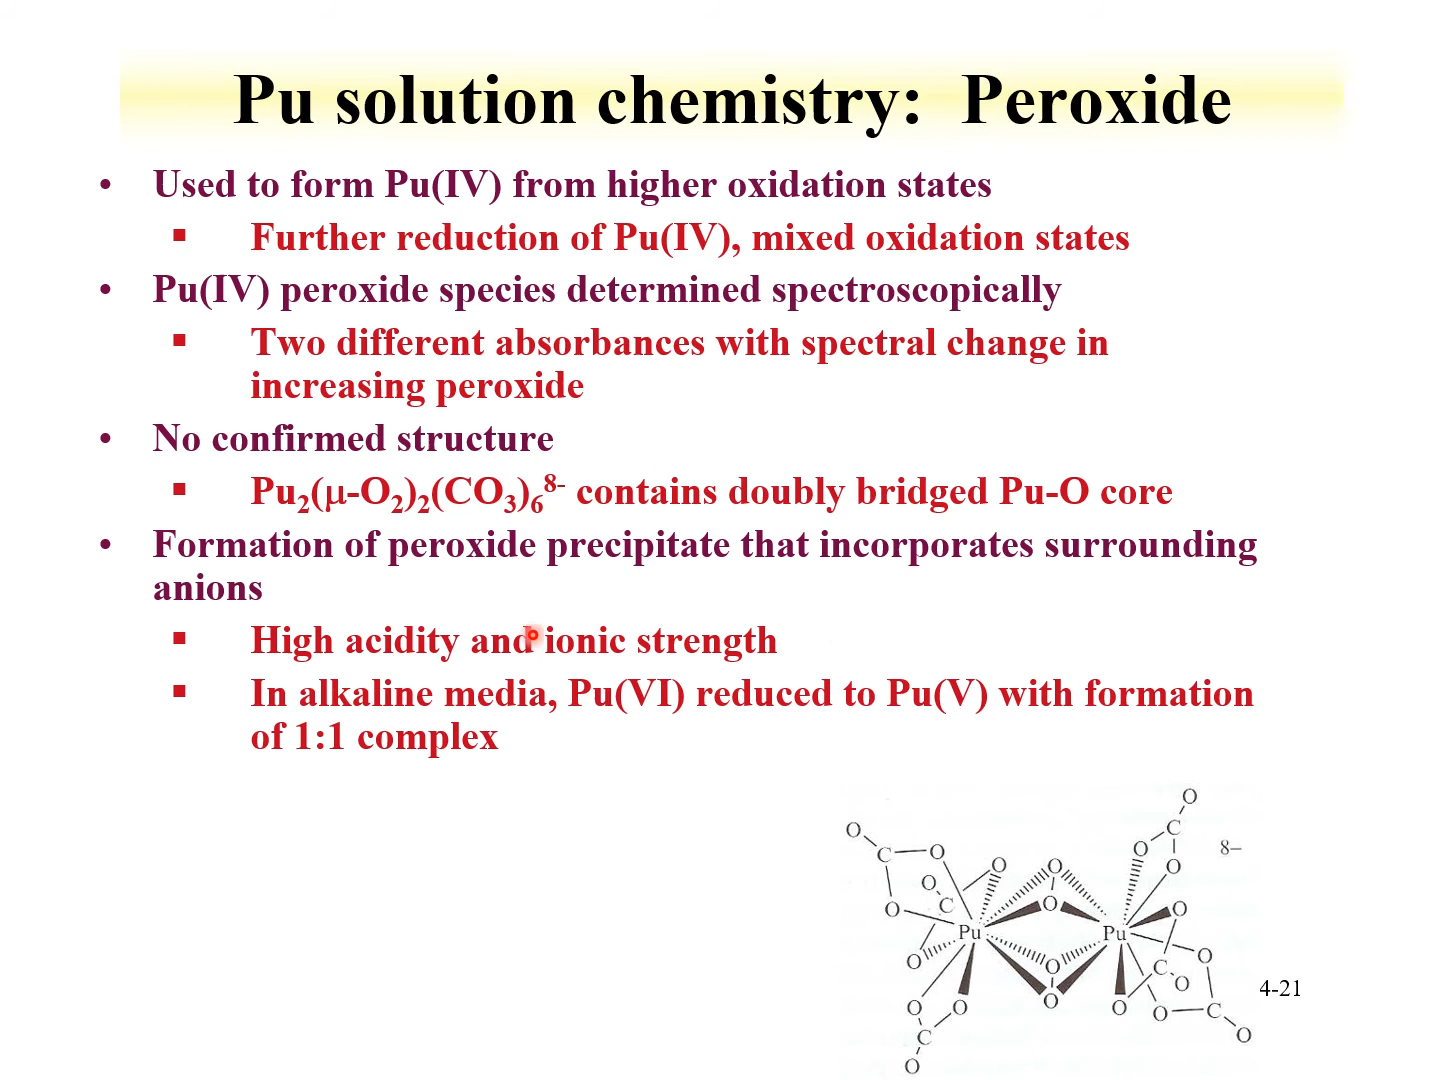 Pu solution chemistry: Peroxide
• Used to form Pu(IV) from higher oxidation states
▪ Further reduction of Pu(IV), mixed oxidation states
• Pu(IV) peroxide species determined spectroscopically
▪ Two different absorbances with spectral change in
increasing peroxide
• No confirmed structure
▪ Pu₂(μ-O₂)₂(CO₃)₆⁸⁻ contains doubly bridged Pu-O core
• Formation of peroxide precipitate that incorporates surrounding
anions
▪ High acidity and ionic strength
▪ In alkaline media, Pu(VI) reduced to Pu(V) with formation
of 1:1 complex
O
O C
C O O 8–
O O O
O
O C O O
Pu Pu
O O O
C O
O O O O
O O C
C O
O
4-21